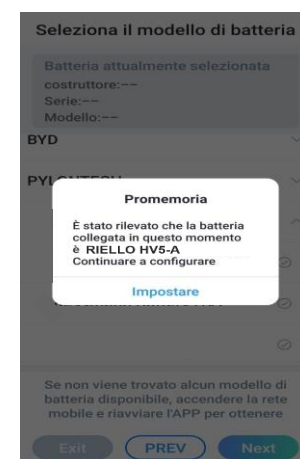 Seleziona il modello di batteria
Batteria attualmente selezionata
costruttore:--
Serie:--
Modello:--
BYD
Promemoria
È stato rilevato che la batteria
collegata in questo momento
è RIELLO HV5-A
Continuare a configurare
Impostare
Se non viene trovato alcun modello di
batteria disponibile, accendere la rete
mobile e riavviare l'APP per ottenere
Exit PREV Next